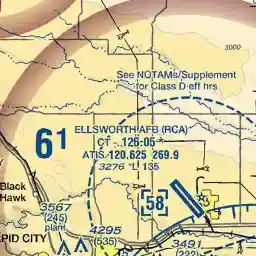 3000
See NOTAMs/Supplement
for Class D eff hrs
ELLSWORTH AFB (RCA)
CT - 126.05 *
ATIS 120.625 269.9
3276 *L 135
61
Black
Hawk
58
3567
(245)
plant
PID CITY
4295
(535)
3491
(232)